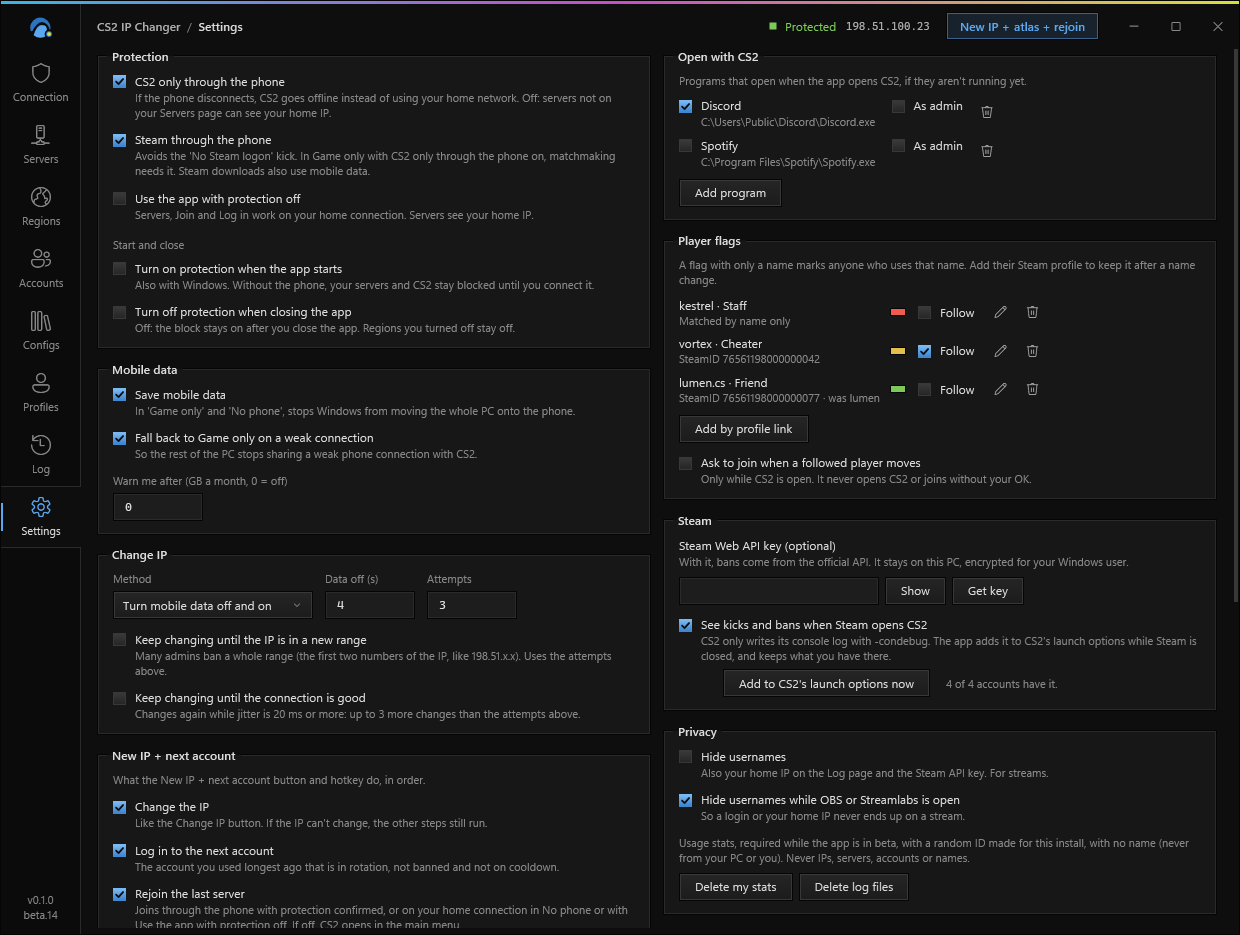 CS2 IP Changer / Settings
Protected 198.51.100.23
New IP + atlas + rejoin
Connection
Servers
Regions
Accounts
Configs
Profiles
Log
Settings
v0.1.0
beta.14
Protection
CS2 only through the phone
If the phone disconnects, CS2 goes offline instead of using your home network. Off: servers not on
your Servers page can see your home IP.
Steam through the phone
Avoids the 'No Steam logon' kick. In Game only with CS2 only through the phone on, matchmaking
needs it. Steam downloads also use mobile data.
Use the app with protection off
Servers, Join and Log in work on your home connection. Servers see your home IP.
Start and close
Turn on protection when the app starts
Also with Windows. Without the phone, your servers and CS2 stay blocked until you connect it.
Turn off protection when closing the app
Off: the block stays on after you close the app. Regions you turned off stay off.
Mobile data
Save mobile data
In 'Game only' and 'No phone', stops Windows from moving the whole PC onto the phone.
Fall back to Game only on a weak connection
So the rest of the PC stops sharing a weak phone connection with CS2.
Warn me after (GB a month, 0 = off)
0
Change IP
Method
Data off (s)
Attempts
Turn mobile data off and on
4
3
Keep changing until the IP is in a new range
Many admins ban a whole range (the first two numbers of the IP, like 198.51.x.x). Uses the attempts
above.
Keep changing until the connection is good
Changes again while jitter is 20 ms or more: up to 3 more changes than the attempts above.
New IP + next account
What the New IP + next account button and hotkey do, in order.
Change the IP
Like the Change IP button. If the IP can't change, the other steps still run.
Log in to the next account
The account you used longest ago that is in rotation, not banned and not on cooldown.
Rejoin the last server
Joins through the phone with protection confirmed, or on your home connection in No phone or with
Use the app with protection off. If off, CS2 opens in the main menu.
Open with CS2
Programs that open when the app opens CS2, if they aren't running yet.
Discord
C:\Users\Public\Discord\Discord.exe
As admin
Spotify
C:\Program Files\Spotify\Spotify.exe
As admin
Add program
Player flags
A flag with only a name marks anyone who uses that name. Add their Steam profile to keep it after a name
change.
kestrel · Staff
Matched by name only
Follow
vortex · Cheater
SteamID 76561198000000042
Follow
lumen.cs · Friend
SteamID 76561198000000077 · was lumen
Follow
Add by profile link
Ask to join when a followed player moves
Only while CS2 is open. It never opens CS2 or joins without your OK.
Steam
Steam Web API key (optional)
With it, bans come from the official API. It stays on this PC, encrypted for your Windows user.
Show
Get key
See kicks and bans when Steam opens CS2
CS2 only writes its console log with -condebug. The app adds it to CS2's launch options while Steam is
closed, and keeps what you have there.
Add to CS2's launch options now
4 of 4 accounts have it.
Privacy
Hide usernames
Also your home IP on the Log page and the Steam API key. For streams.
Hide usernames while OBS or Streamlabs is open
So a login or your home IP never ends up on a stream.
Usage stats, required while the app is in beta, with a random ID made for this install, with no name (never
from your PC or you). Never IPs, servers, accounts or names.
Delete my stats
Delete log files